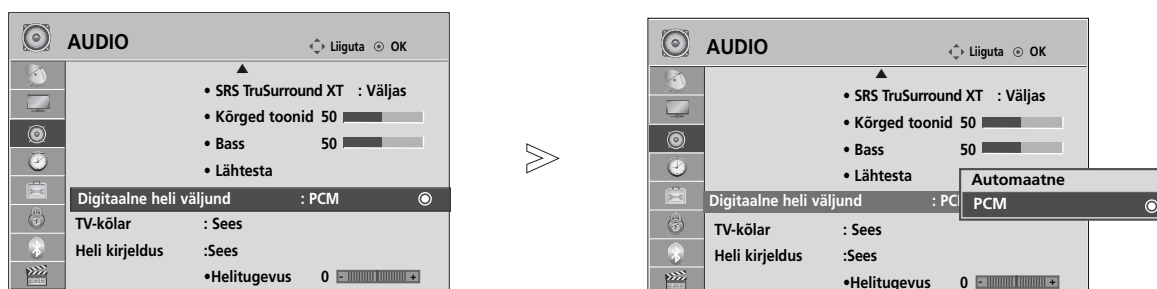 AUDIO
Liiguta OK
• SRS TruSurround XT : Väljas
• Kõrged toonid 50
• Bass 50
• Lähtesta
Digitaalne heli väljund : PCM
TV-kõlar : Sees
Heli kirjeldus :Sees
•Helitugevus 0 - +
>
AUDIO
Liiguta OK
• SRS TruSurround XT : Väljas
• Kõrged toonid 50
• Bass 50
• Lähtesta
Digitaalne heli väljund : PC
Automaatne
PCM
TV-kõlar : Sees
Heli kirjeldus :Sees
•Helitugevus 0 - +